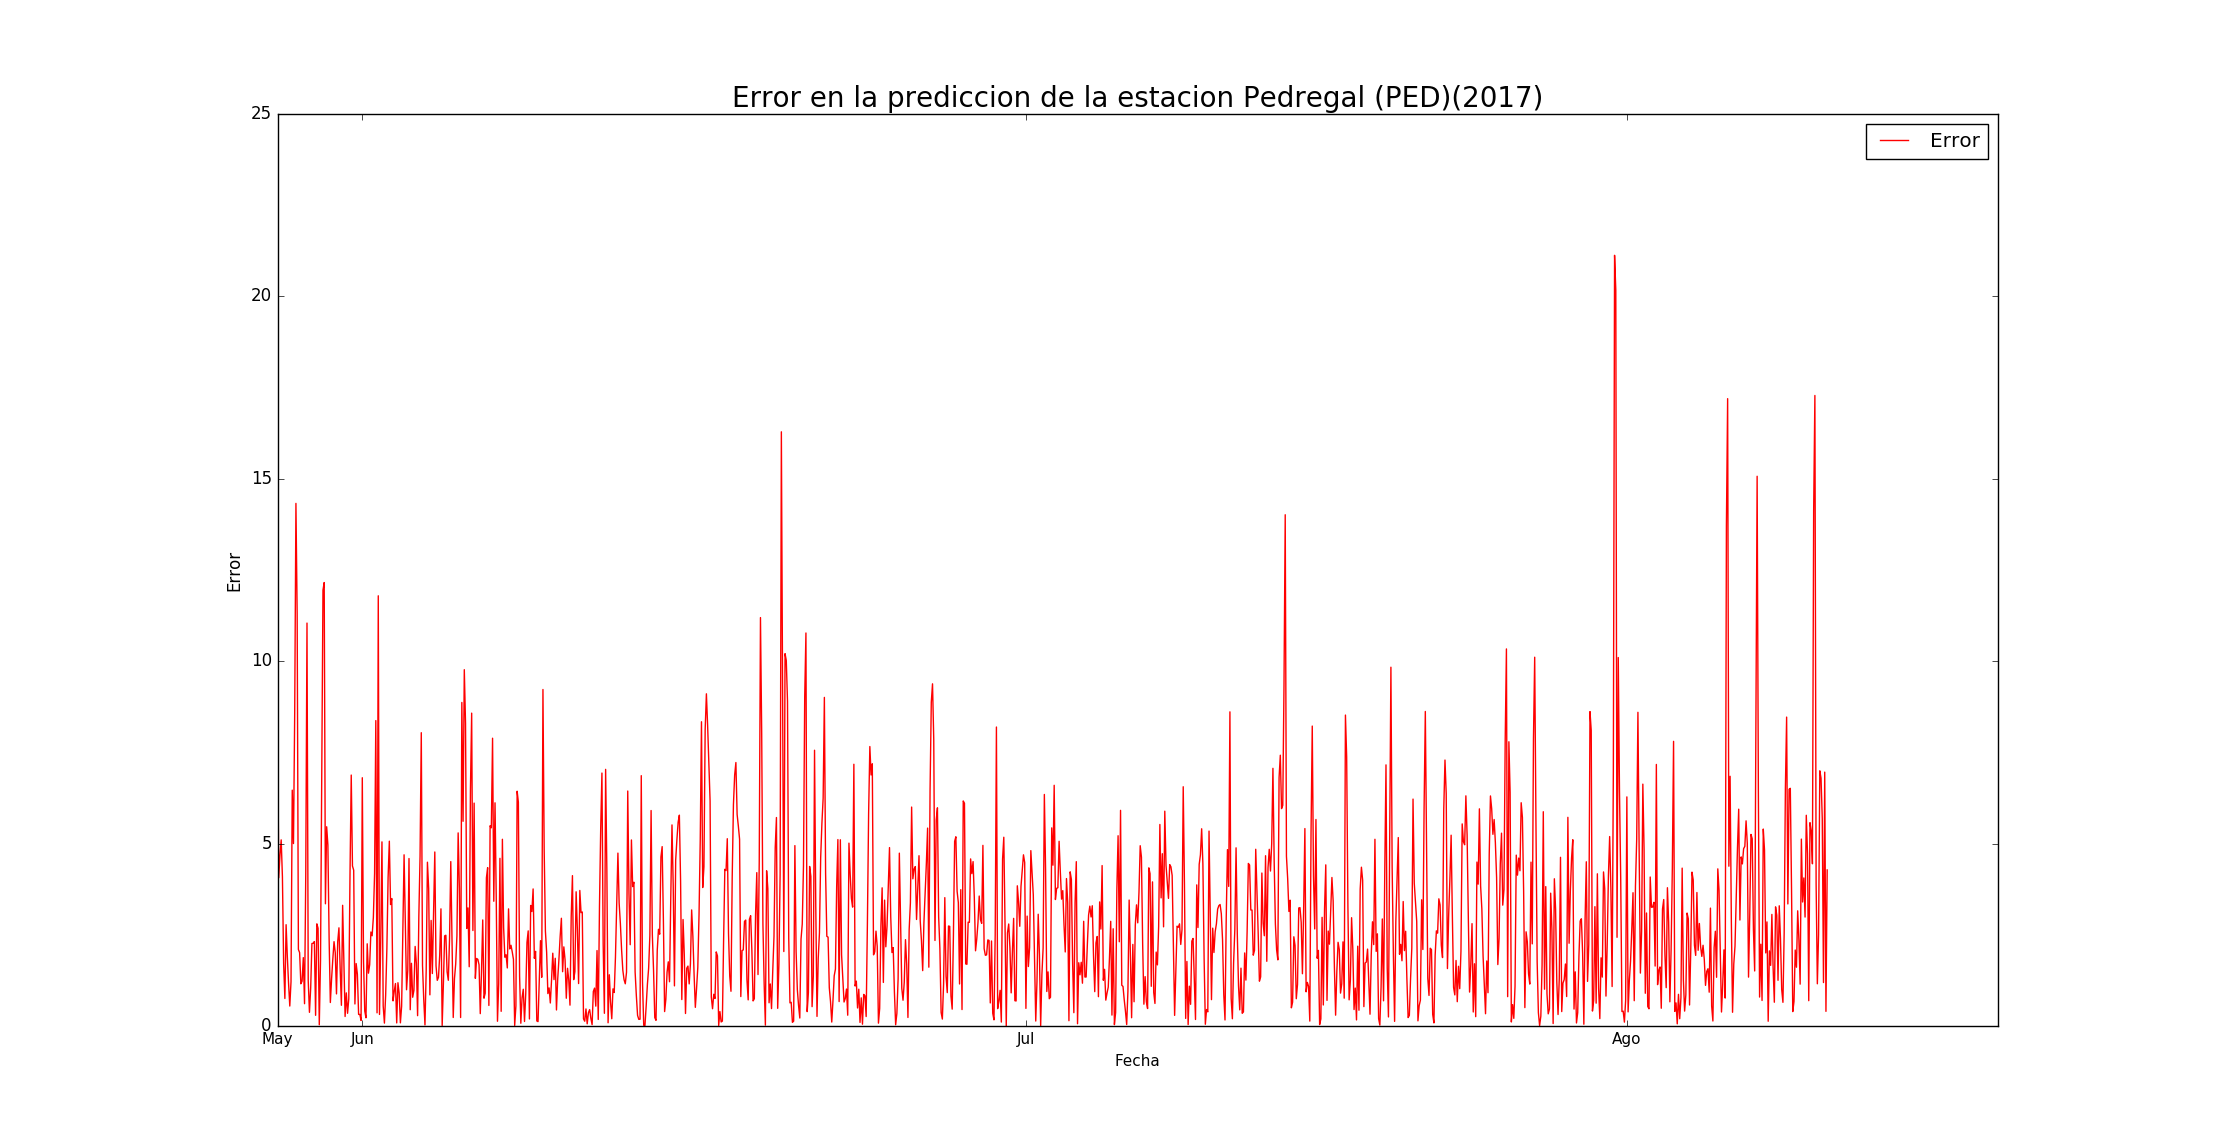 Error en la prediccion de la estacion Pedregal (PED)(2017)
25
Error
20
15
Error
10
5
0
May Jun Jul Ago
Fecha